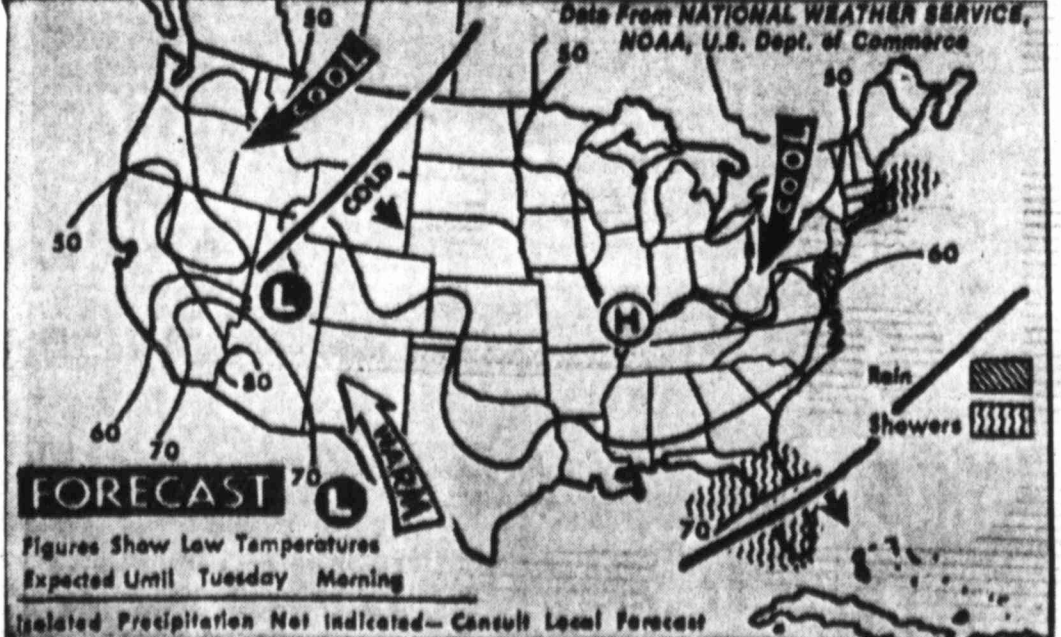 Data From NATIONAL WEATHER SERVICE,
NOAA, U.S. Dept. of Commerce
50
50
50
COOL
COOL
COLD
50
60
L
H
80
Rain
Showers
60
70
WARM
70
L
70
FORECAST
Figures Show Low Temperatures
Expected Until Tuesday Morning
Isolated Precipitation Not Indicated— Consult Local Forecast